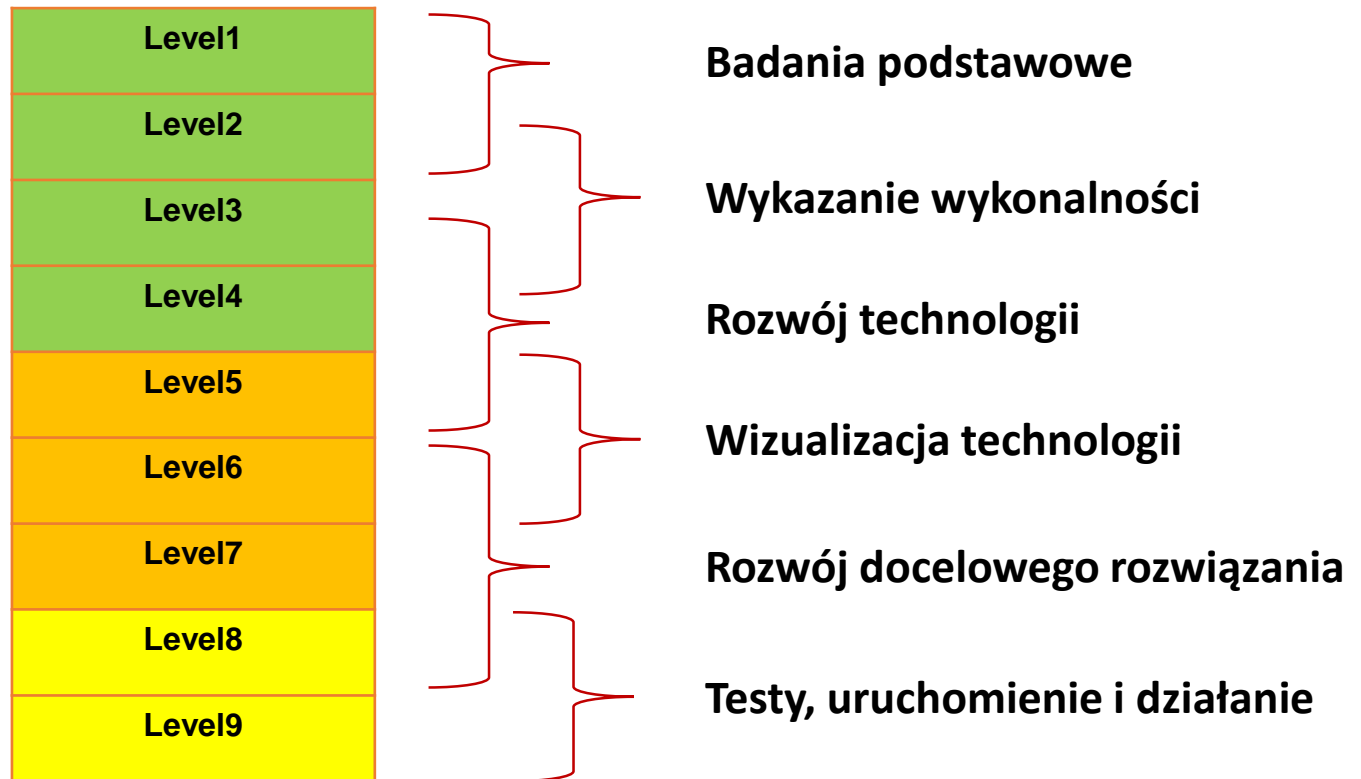 Level1
Badania podstawowe
Level2
Wykazanie wykonalności
Level3
Level4
Rozwój technologii
Level5
Wizualizacja technologii
Level6
Level7
Rozwój docelowego rozwiązania
Level8
Testy, uruchomienie i działanie
Level9